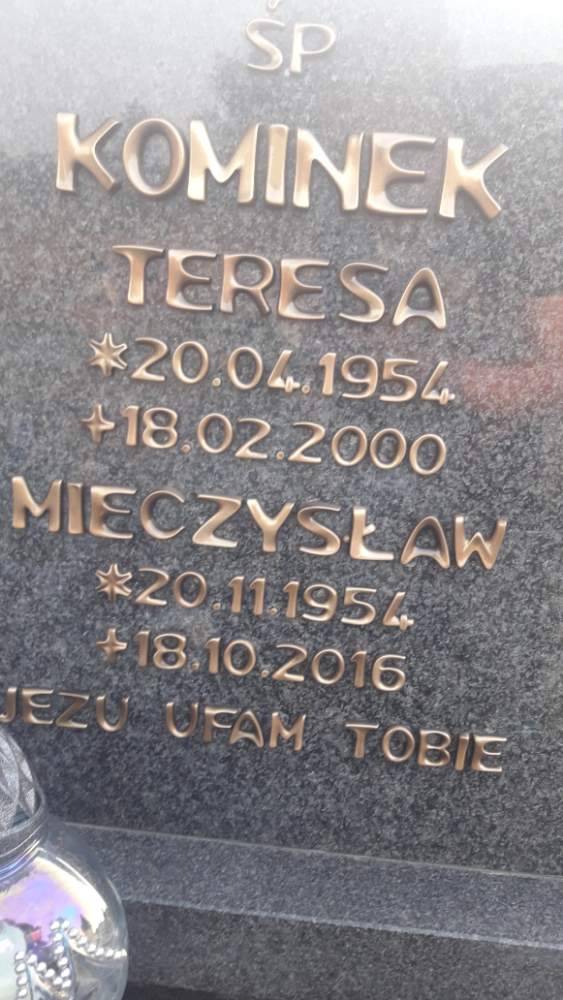 ŚP
KOMINEK
TERESA
*20.04.1954
+18.02.2000
MIECZYSŁAW
*20.11.1954
+18.10.2016
JEZU UFAM TOBIE